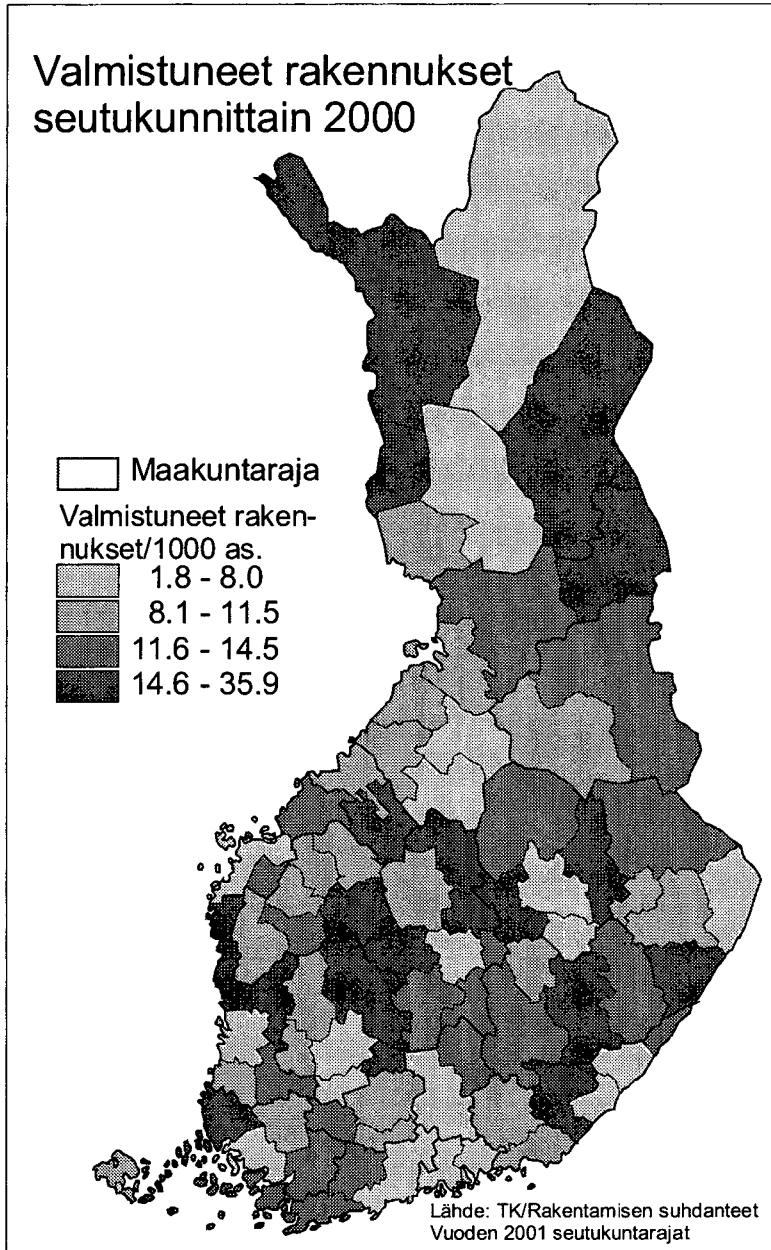 Valmistuneet rakennukset
seutukunnittain 2000
Maakuntaraja
Valmistuneet raken-
nukset/1000 as.
1.8 - 8.0
8.1 - 11.5
11.6 - 14.5
14.6 - 35.9
Lähde: TK/Rakentamisen suhdanteet
Vuoden 2001 seutukuntarajat